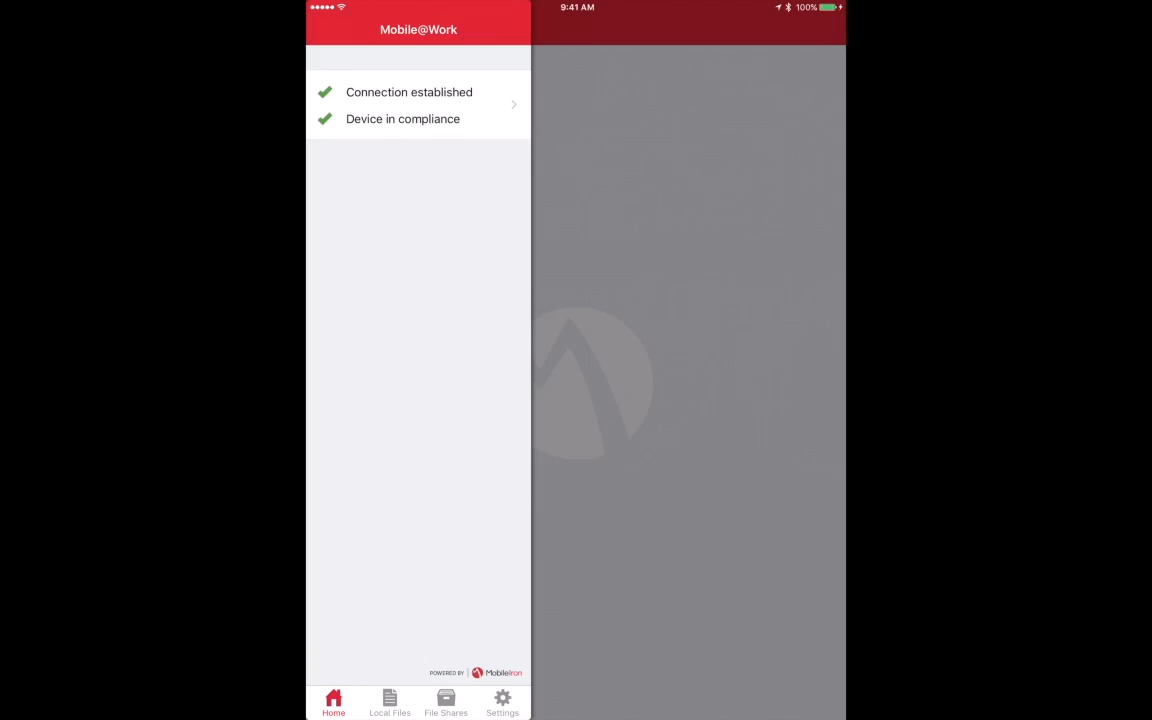 9:41 AM
100%
Mobile@Work
Connection established
Device in compliance
POWERED BY | MobileIron
Home
Local Files
File Shares
Settings